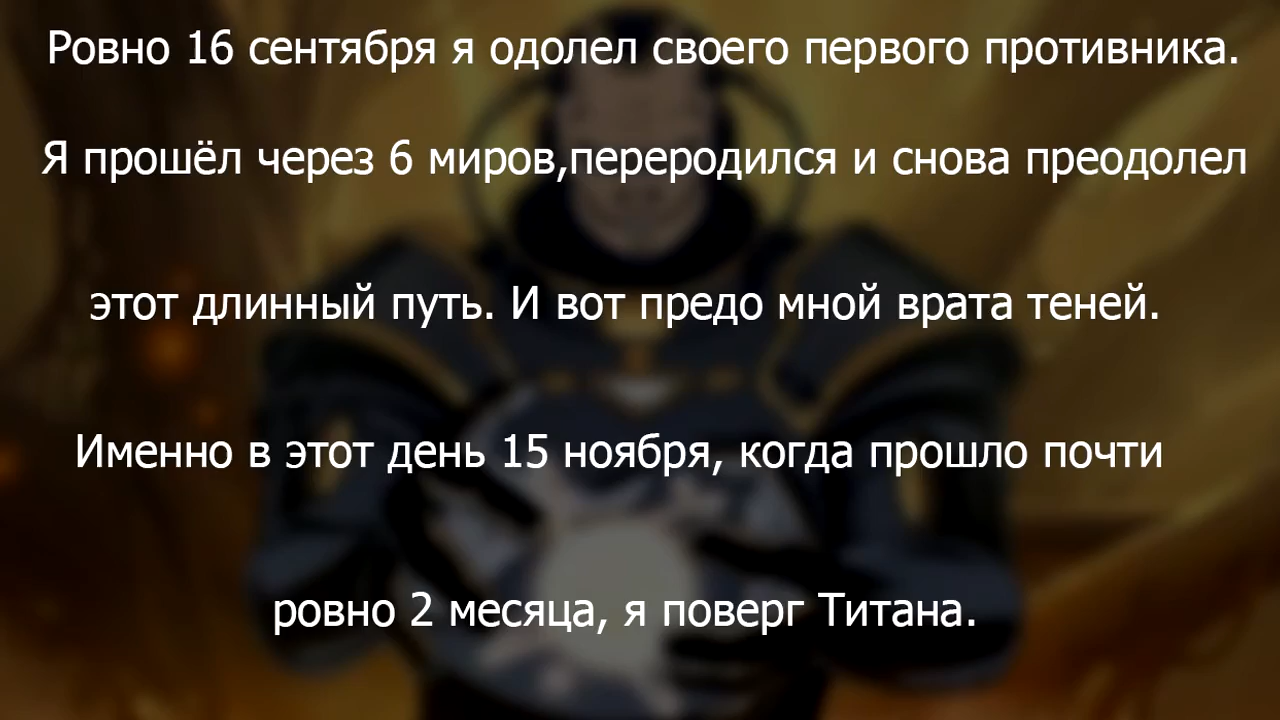 Ровно 16 сентября я одолел своего первого противника.
Я прошёл через 6 миров,переродился и снова преодолел
этот длинный путь. И вот предо мной врата теней.
Именно в этот день 15 ноября, когда прошло почти
ровно 2 месяца, я поверг Титана.